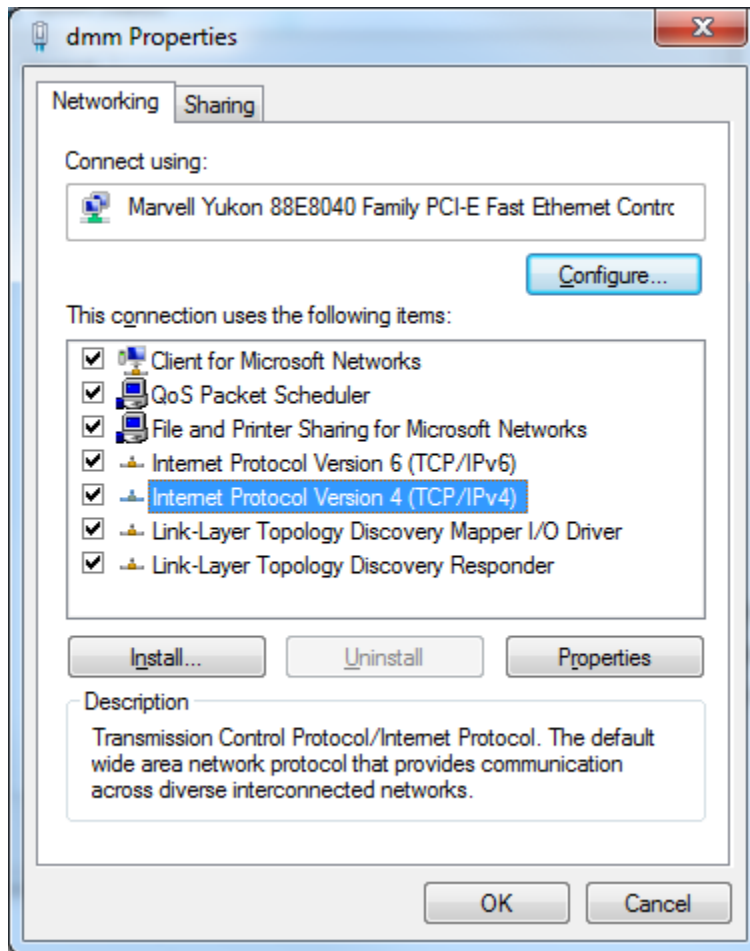 dmm Properties
Networking
Sharing
Connect using:
Marvell Yukon 88E8040 Family PCI-E Fast Ethernet Contrc
Configure...
This connection uses the following items:
Client for Microsoft Networks
QoS Packet Scheduler
File and Printer Sharing for Microsoft Networks
Internet Protocol Version 6 (TCP/IPv6)
Internet Protocol Version 4 (TCP/IPv4)
Link-Layer Topology Discovery Mapper I/O Driver
Link-Layer Topology Discovery Responder
Install...
Uninstall
Properties
Description
Transmission Control Protocol/Internet Protocol. The default
wide area network protocol that provides communication
across diverse interconnected networks.
OK
Cancel